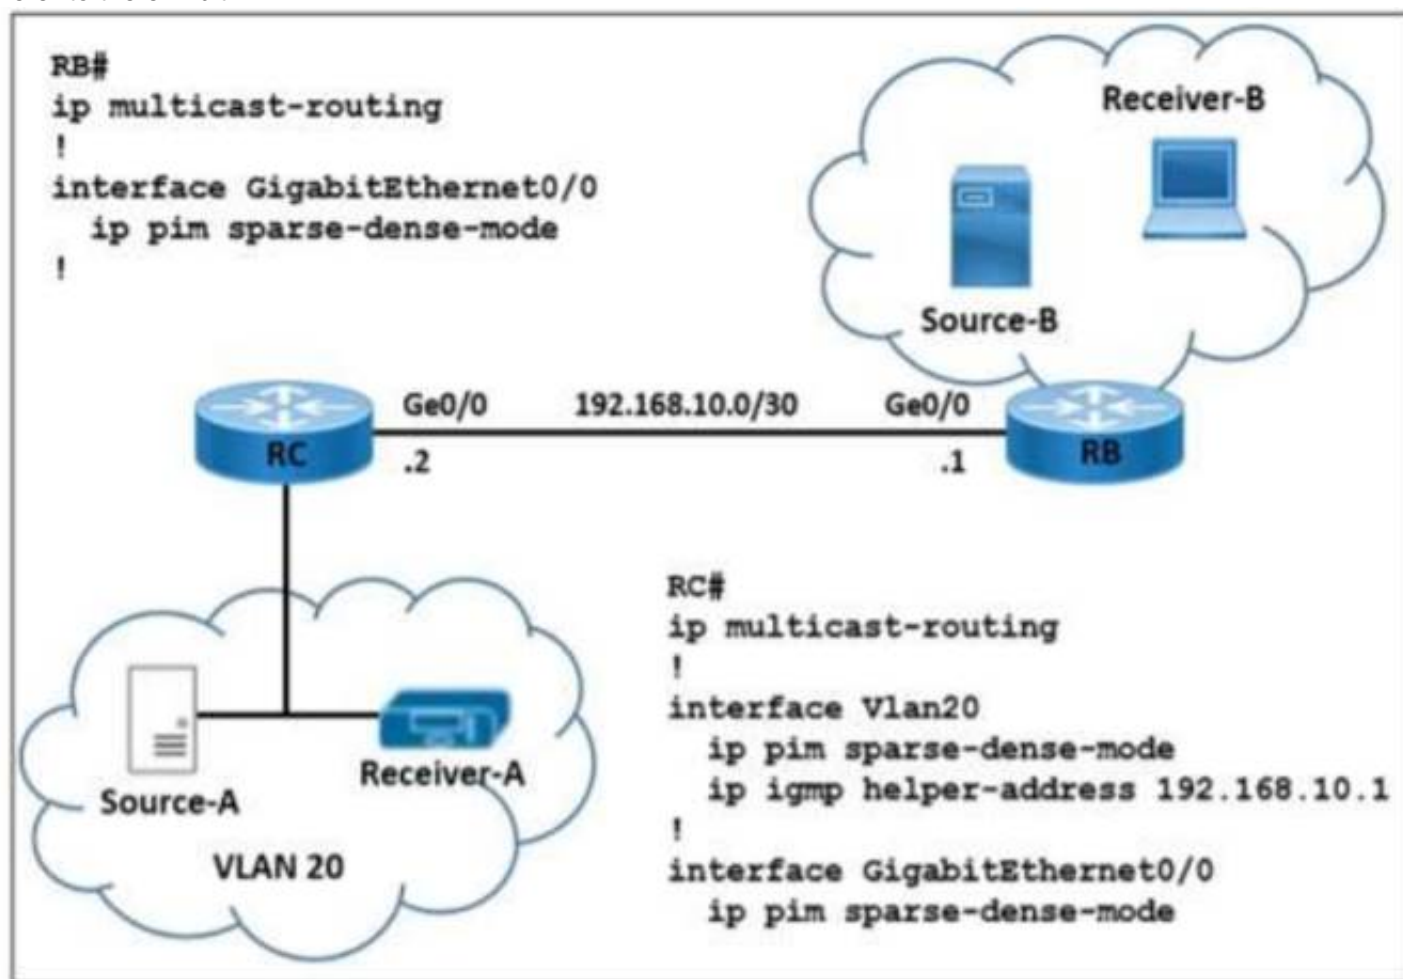 RB#
ip multicast-routing
!
interface GigabitEthernet0/0
ip pim sparse-dense-mode
!
Receiver-B
Source-B
Ge0/0
192.168.10.0/30
Ge0/0
RC
.2
.1
RB
RC#
ip multicast-routing
!
interface Vlan20
ip pim sparse-dense-mode
ip igmp helper-address 192.168.10.1
!
interface GigabitEthernet0/0
ip pim sparse-dense-mode
Receiver-A
Source-A
VLAN 20